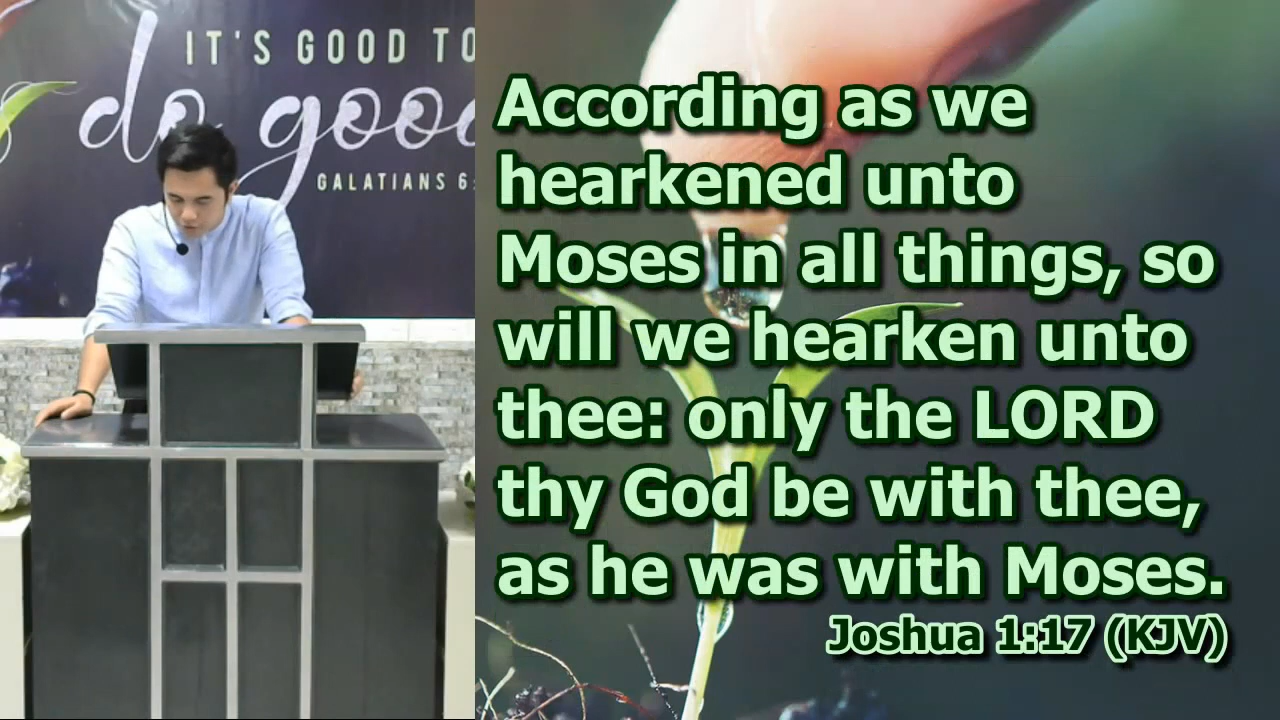 IT'S GOOD TO
do good
GALATIANS 6:
According as we
hearkened unto
Moses in all things, so
will we hearken unto
thee: only the LORD
thy God be with thee,
as he was with Moses.
Joshua 1:17 (KJV)